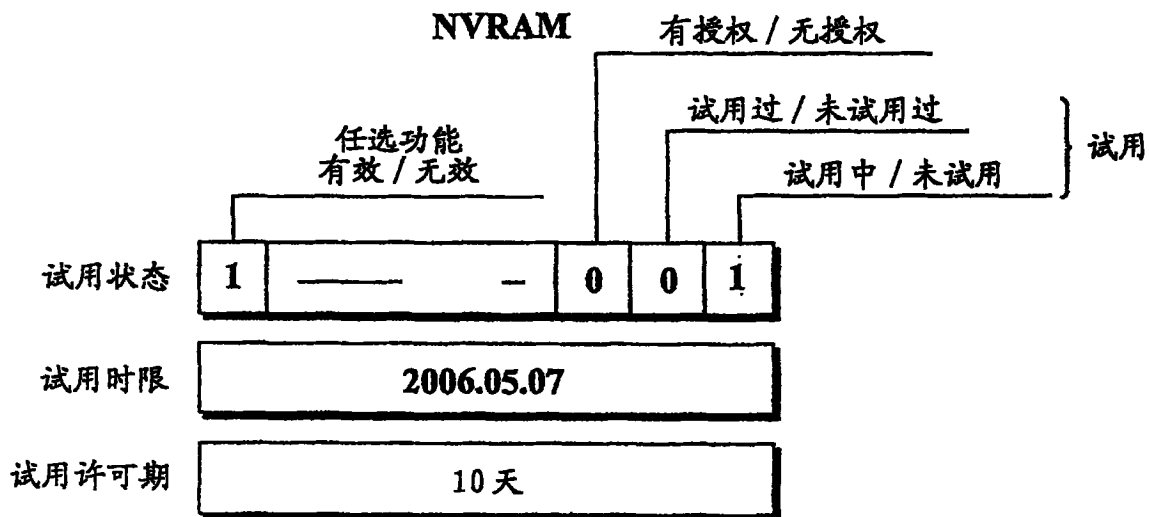 NVRAM
有授权 / 无授权
试用过 / 未试用过
任选功能
有效 / 无效
试用中 / 未试用
试用
试用状态 1 — - 0 0 1
试用时限 2006.05.07
试用许可期 10天